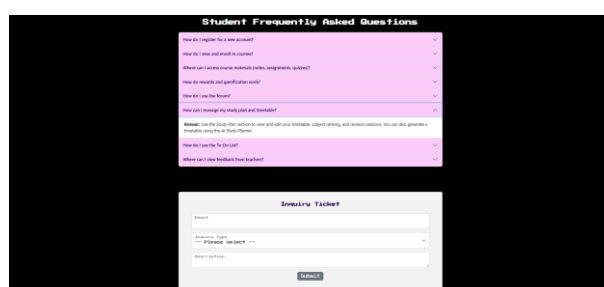 Student Frequently Asked Questions
How do I register for a new account?
How do I view and enroll in courses?
Where can I access course materials (notes, assignments, quizzes)?
How do rewards and gamification work?
How do I use the forum?
How can I manage my study plan and timetable?
Answer: Use the Study Plan section to view and edit your timetable, subject ranking, and revision sessions. You can also generate a
timetable using the AI Study Planner.
How do I use the To-Do List?
Where can I view feedback from teachers?
Inquiry Ticket
Email
Inquiry Type
-- Please select --
Description
Submit